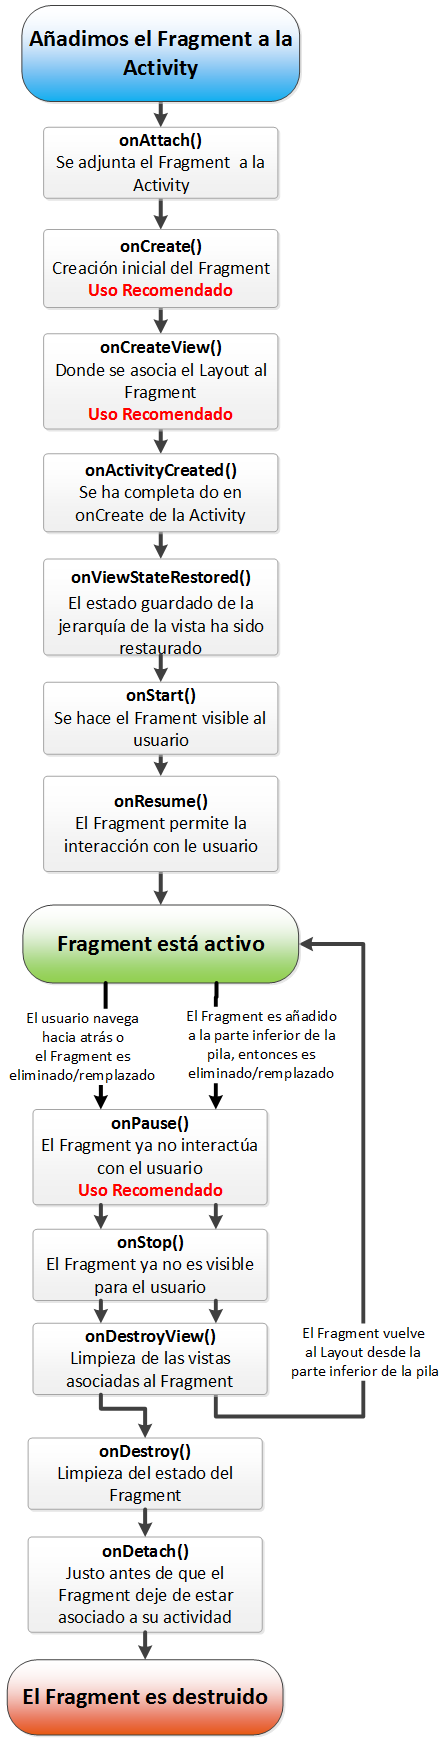 Añadimos el Fragment a la
Activity
onAttach()
Se adjunta el Fragment a la
Activity
onCreate()
Creación inicial del Fragment
Uso Recomendado
onCreateView()
Donde se asocia el Layout al
Fragment
Uso Recomendado
onActivityCreated()
Se ha completa do en
onCreate de la Activity
onViewStateRestored()
El estado guardado de la
jerarquía de la vista ha sido
restaurado
onStart()
Se hace el Frament visible al
usuario
onResume()
El Fragment permite la
interacción con le usuario
Fragment está activo
El usuario navega
hacia atrás o
el Fragment es
eliminado/remplazado
El Fragment es añadido
a la parte inferior de la
pila, entonces es
eliminado/remplazado
onPause()
El Fragment ya no interactúa
con el usuario
Uso Recomendado
onStop()
El Fragment ya no es visible
para el usuario
onDestroyView()
Limpieza de las vistas
asociadas al Fragment
El Fragment vuelve
al Layout desde la
parte inferior de la pila
onDestroy()
Limpieza del estado del
Fragment
onDetach()
Justo antes de que el
Fragment deje de estar
asociado a su actividad
El Fragment es destruido